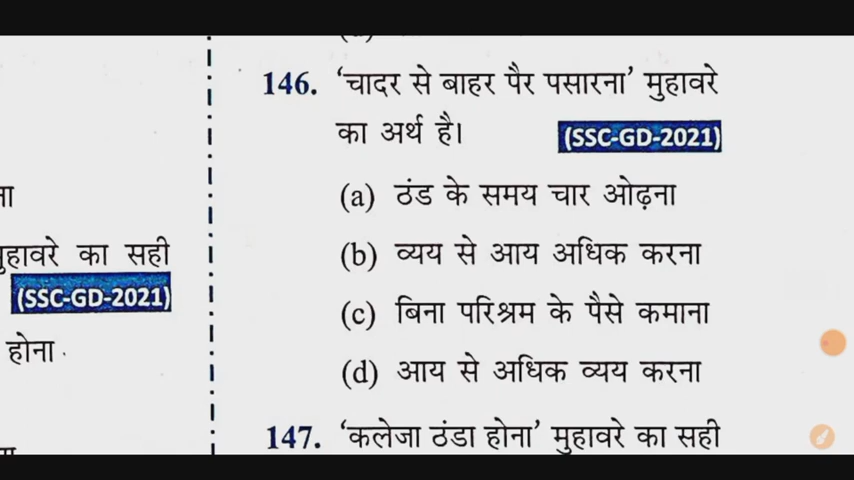 146. ‘चादर से बाहर पैर पसारना’ मुहावरे
का अर्थ है। (SSC-GD-2021)
(a) ठंड के समय चार ओढ़ना
मुहावरे का सही
(b) व्यय से आय अधिक करना
(SSC-GD-2021)
(c) बिना परिश्रम के पैसे कमाना
होना
(d) आय से अधिक व्यय करना
147. ‘कलेजा ठंडा होना’ मुहावरे का सही